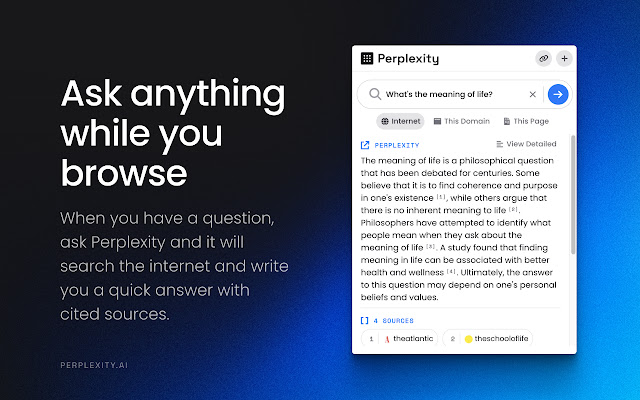 Ask anything
while you
browse
When you have a question,
ask Perplexity and it will
search the internet and write
you a quick answer with
cited sources.
PERPLEXITY.AI
Perplexity
What's the meaning of life?
Internet This Domain This Page
PERPLEXITY View Detailed
The meaning of life is a philosophical question
that has been debated for centuries. Some
believe that it is to find coherence and purpose
in one's existence [1], while others argue that
there is no inherent meaning to life [2].
Philosophers have attempted to identify what
people mean when they ask about the
meaning of life [3]. A study found that finding
meaning in life can be associated with better
health and wellness [4]. Ultimately, the answer
to this question may depend on one's personal
beliefs and values.
4 SOURCES
1 theatlantic 2 theschooloflife